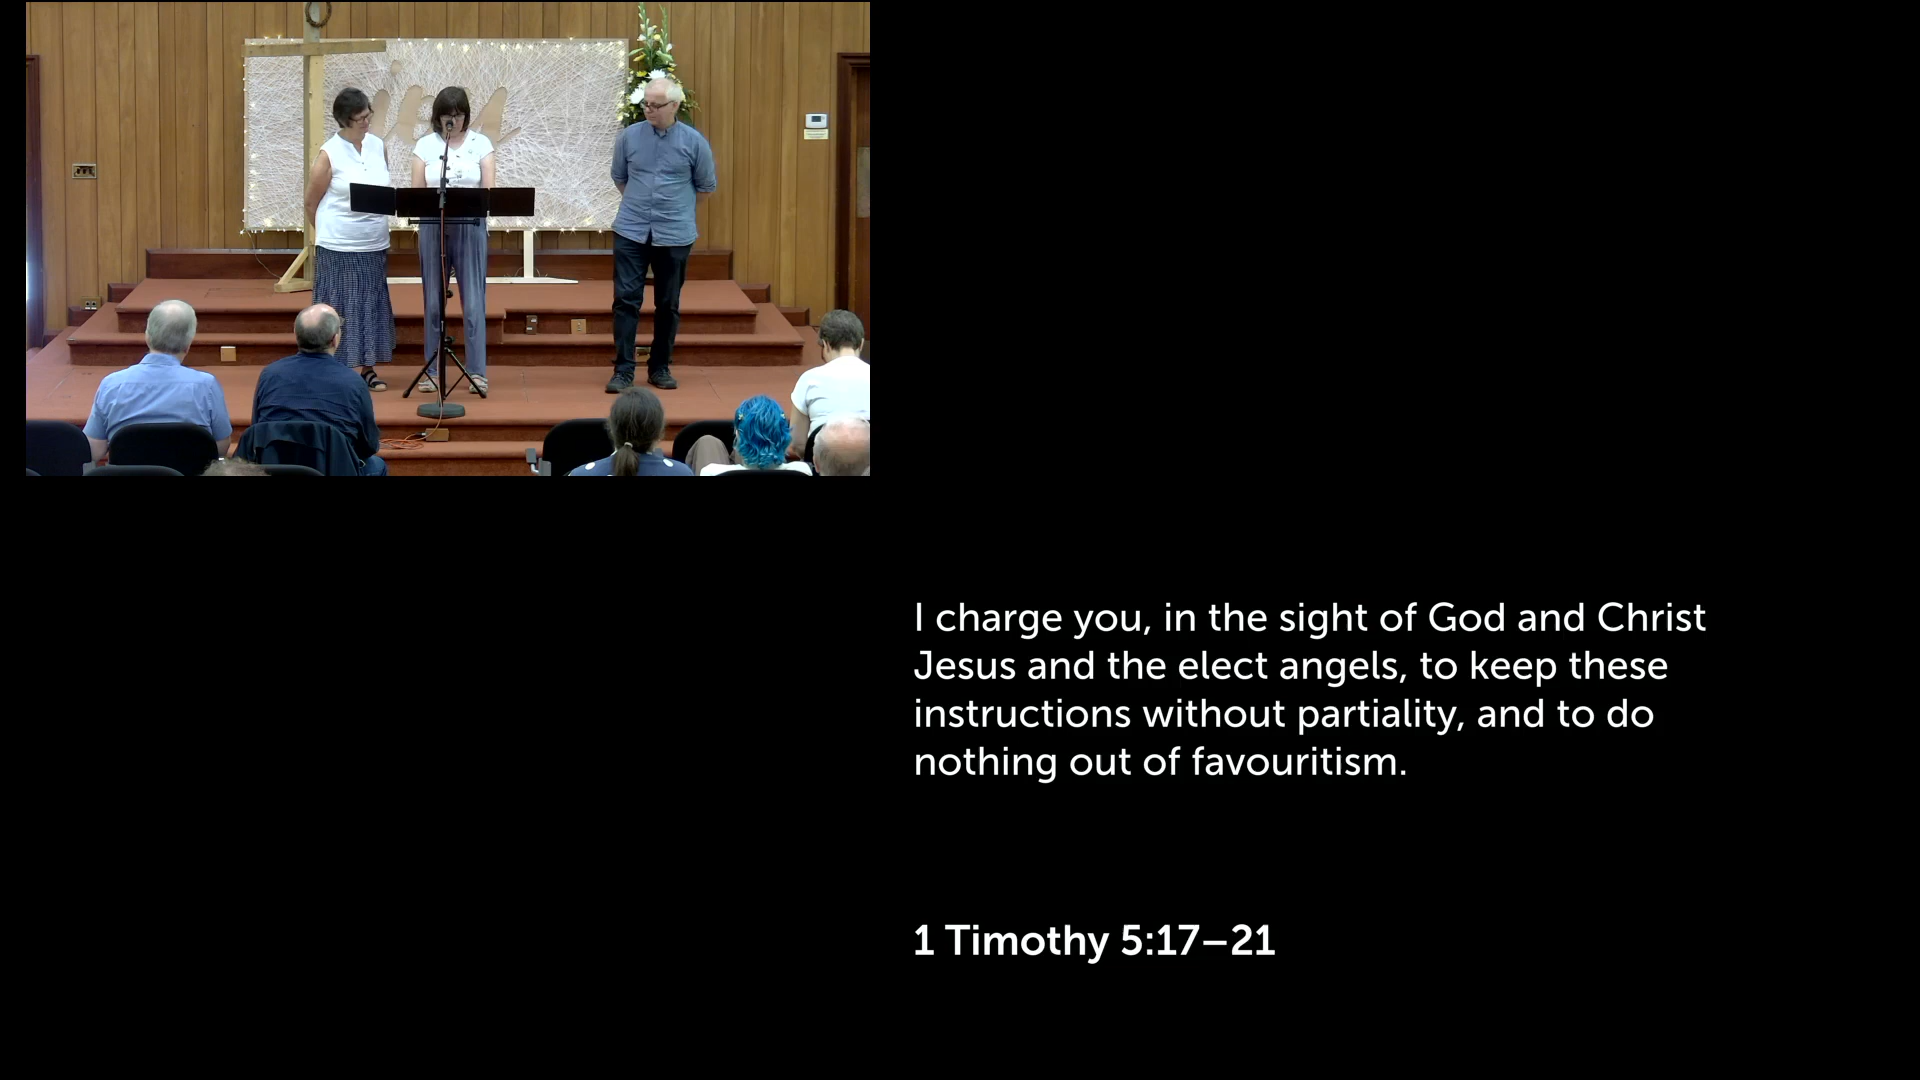 I charge you, in the sight of God and Christ
Jesus and the elect angels, to keep these
instructions without partiality, and to do
nothing out of favouritism.
1 Timothy 5:17–21